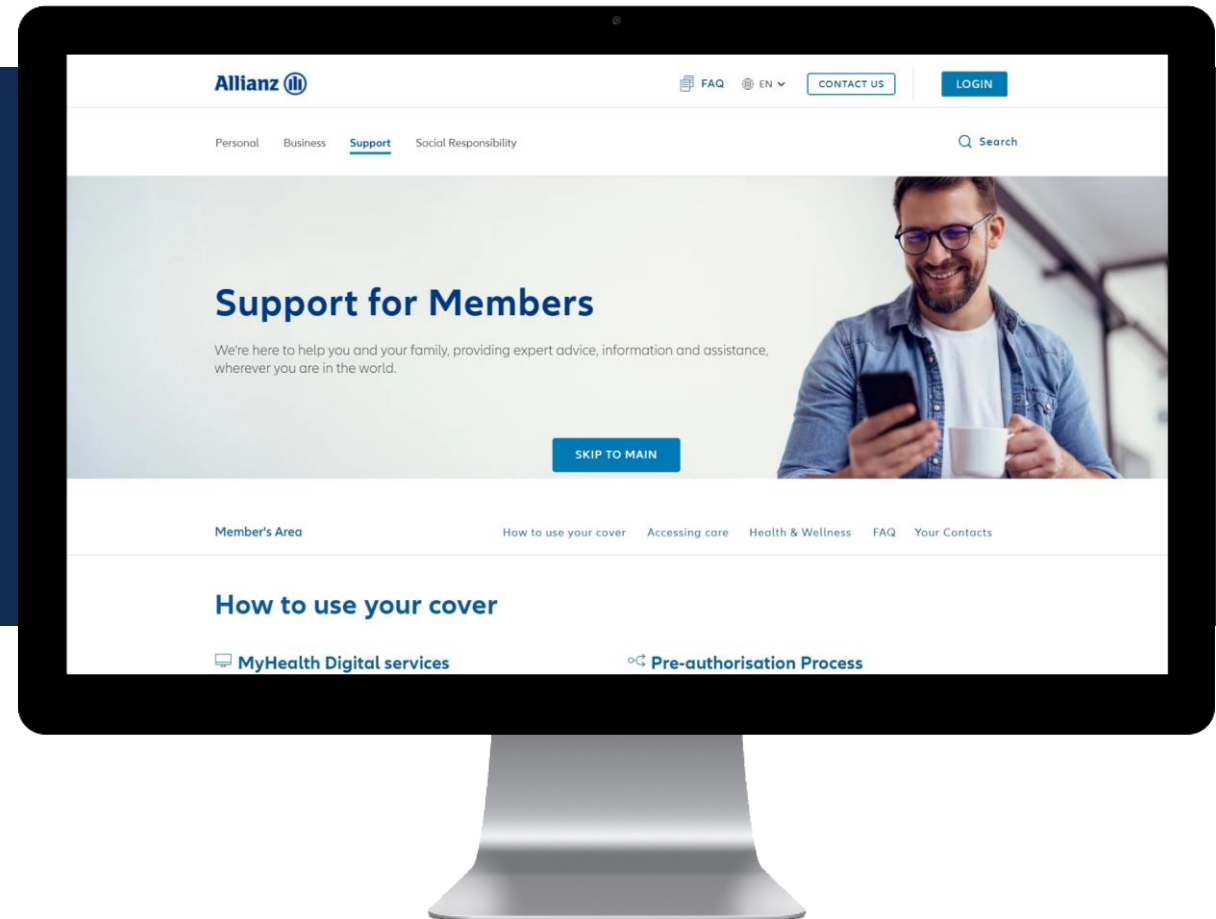 Allianz
FAQ EN CONTACT US LOGIN
Personal Business Support Social Responsibility Search
Support for Members
We're here to help you and your family, providing expert advice, information and assistance,
wherever you are in the world.
SKIP TO MAIN
Member's Area How to use your cover Accessing care Health & Wellness FAQ Your Contacts
How to use your cover
MyHealth Digital services Pre-authorisation Process